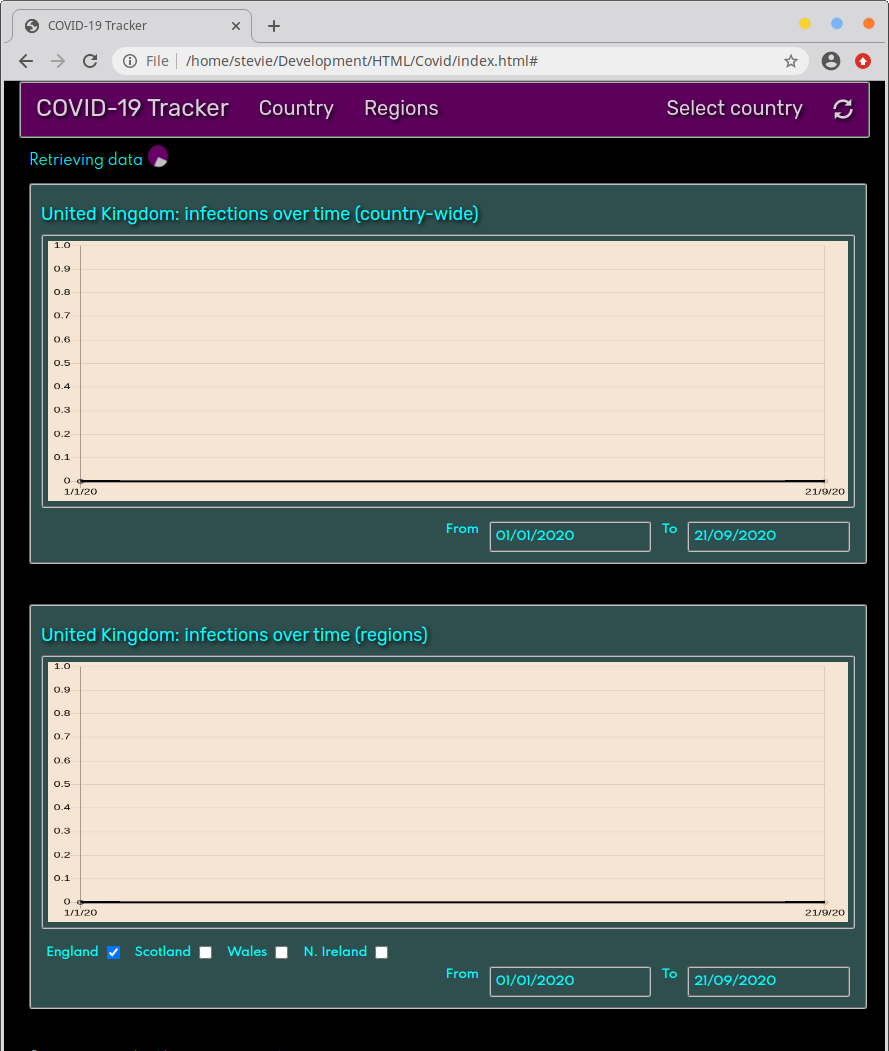 COVID-19 Tracker
File /home/stevie/Development/HTML/Covid/index.html#
COVID-19 Tracker Country Regions Select country
Retrieving data
United Kingdom: infections over time (country-wide)
1.0
0.9
0.8
0.7
0.6
0.5
0.4
0.3
0.2
0.1
0
1/1/20 21/9/20
From 01/01/2020 To 21/09/2020
United Kingdom: infections over time (regions)
1.0
0.9
0.8
0.7
0.6
0.5
0.4
0.3
0.2
0.1
0
1/1/20 21/9/20
England Scotland Wales N. Ireland
From 01/01/2020 To 21/09/2020